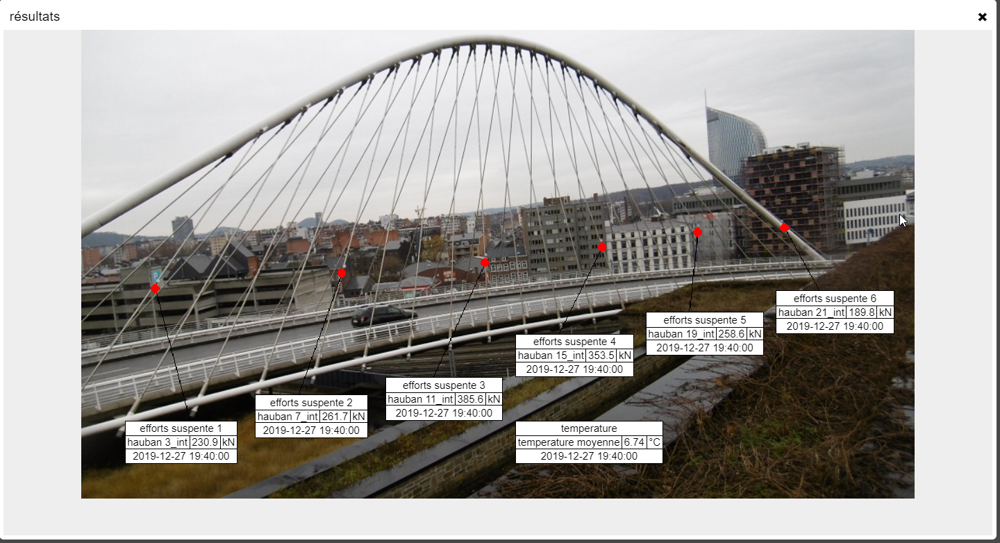 résultats
P
efforts suspente 1
hauban 3_int 230.9 kN
2019-12-27 19:40:00
efforts suspente 2
hauban 7_int 261.7 kN
2019-12-27 19:40:00
efforts suspente 3
hauban 11_int 385.6 kN
2019-12-27 19:40:00
efforts suspente 4
hauban 15_int 353.5 kN
2019-12-27 19:40:00
efforts suspente 5
hauban 19_int 258.6 kN
2019-12-27 19:40:00
efforts suspente 6
hauban 21_int 189.8 kN
2019-12-27 19:40:00
temperature
temperature moyenne 6.74 °C
2019-12-27 19:40:00